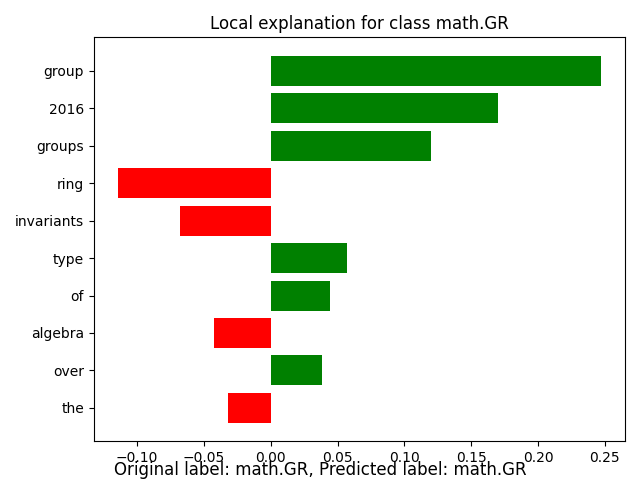 Local explanation for class math.GR
group
2016
groups
ring
invariants
type
of
algebra
over
the
−0.10 −0.05 0.00 0.05 0.10 0.15 0.20 0.25
Original label: math.GR, Predicted label: math.GR